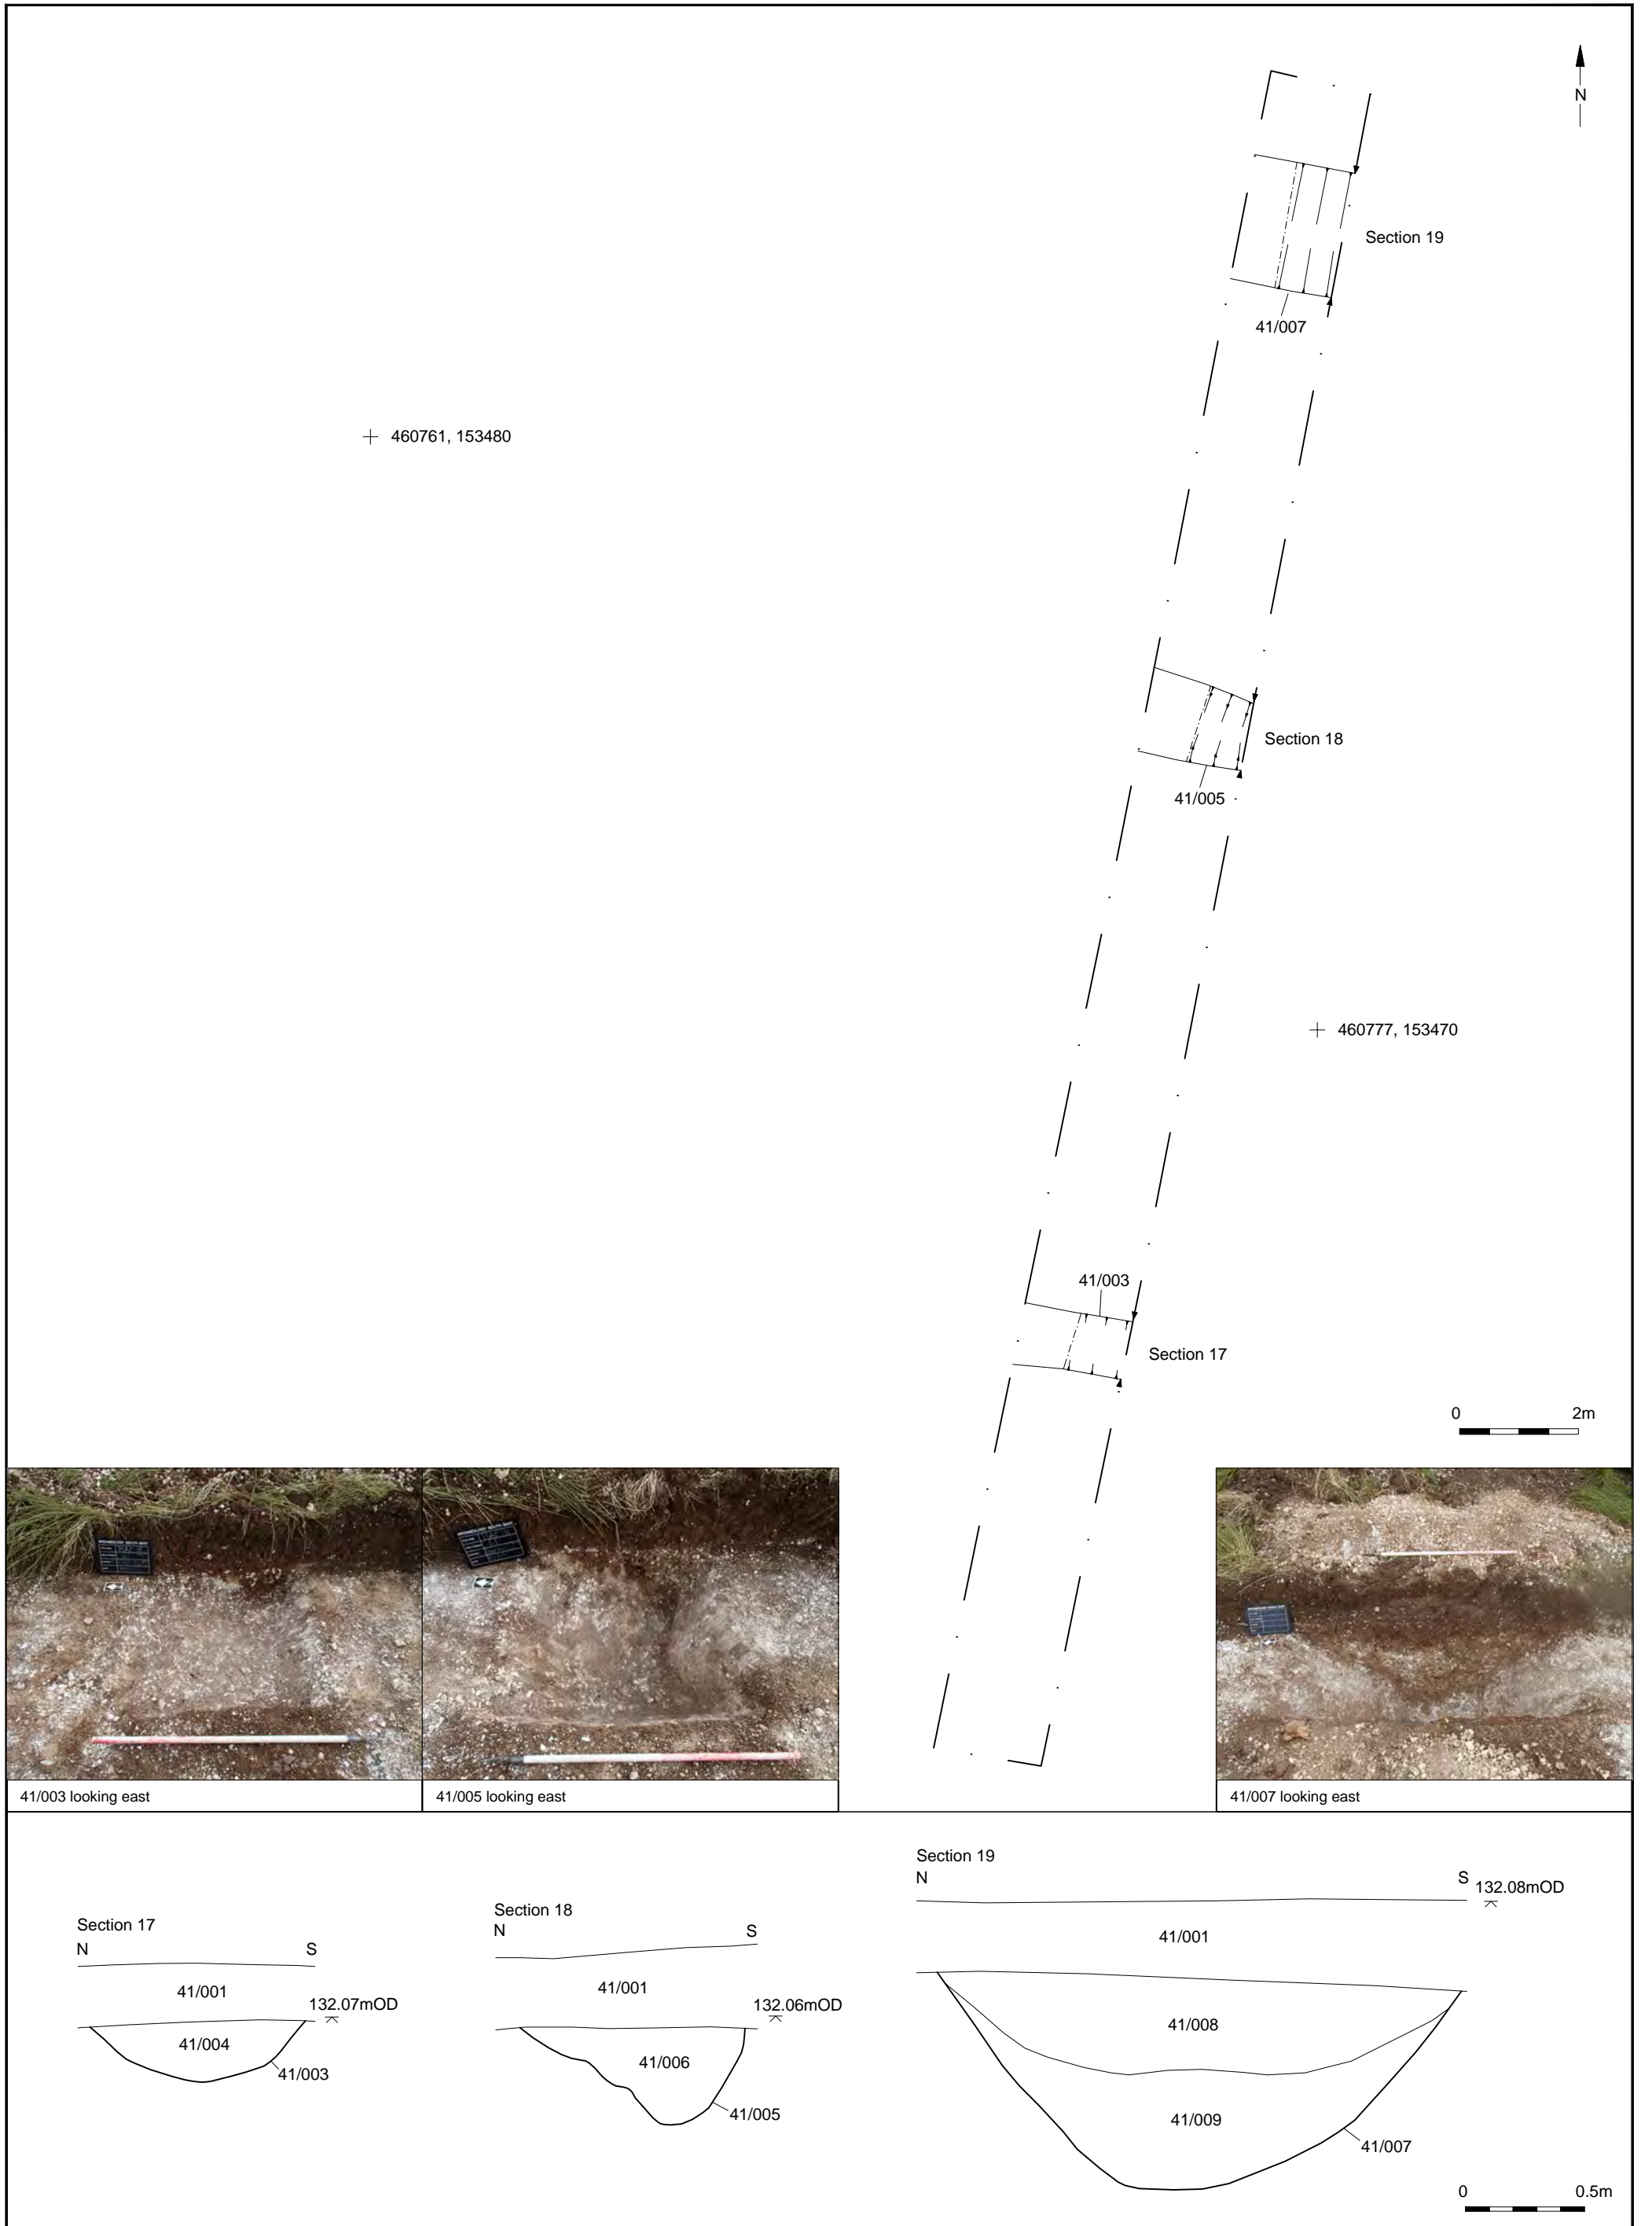 N
Section 19
41/007
460761, 153480
Section 18
41/005
460777, 153470
41/003
Section 17
0 2m
ARCHAEOLOGY SOUTH EAST
41/003 looking east
41/005 looking east
41/007 looking east
Section 17
N S
41/001
132.07mOD
41/004
41/003
Section 18
N S
41/001
132.06mOD
41/006
41/005
Section 19
N S
132.08mOD
41/001
41/008
41/009
41/007
0 0.5m